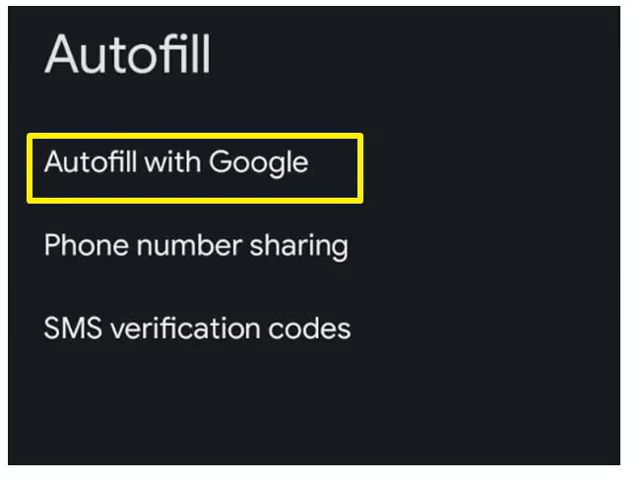 Autofill
Autofill with Google
Phone number sharing
SMS verification codes